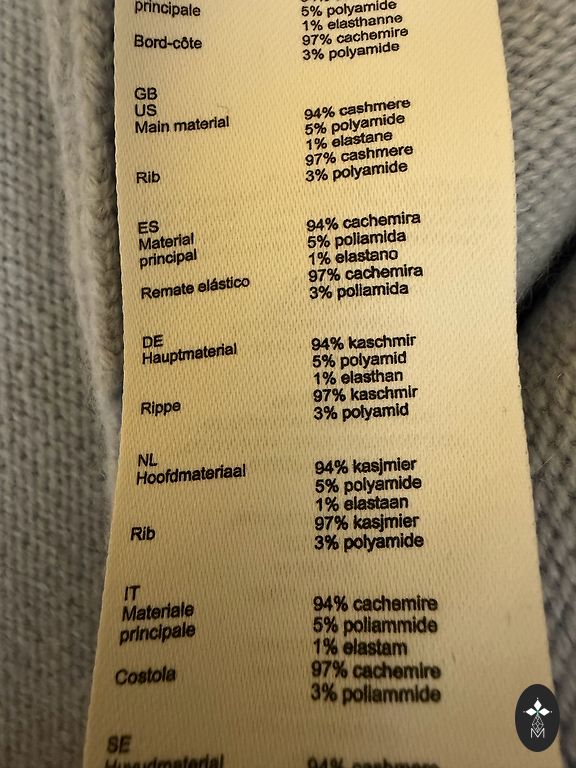 principale
5% polyamide
1% elasthanne
Bord-côte 97% cachemire
3% polyamide
GB
US
Main material 94% cashmere
5% polyamide
1% elastane
97% cashmere
Rib 3% polyamide
ES 94% cachemira
Material 5% poliamida
principal 1% elastano
97% cachemira
Remate elástico 3% poliamida
DE 94% kaschmir
Hauptmaterial 5% polyamid
1% elasthan
97% kaschmir
Rippe 3% polyamid
NL
Hoofdmateriaal 94% kasjmier
5% polyamide
1% elastaan
97% kasjmier
Rib 3% polyamide
IT
Materiale 94% cachemire
principale 5% poliammide
1% elastam
Costola 97% cachemire
3% poliammide
SE
Huvudmaterial 94% cashmere
M